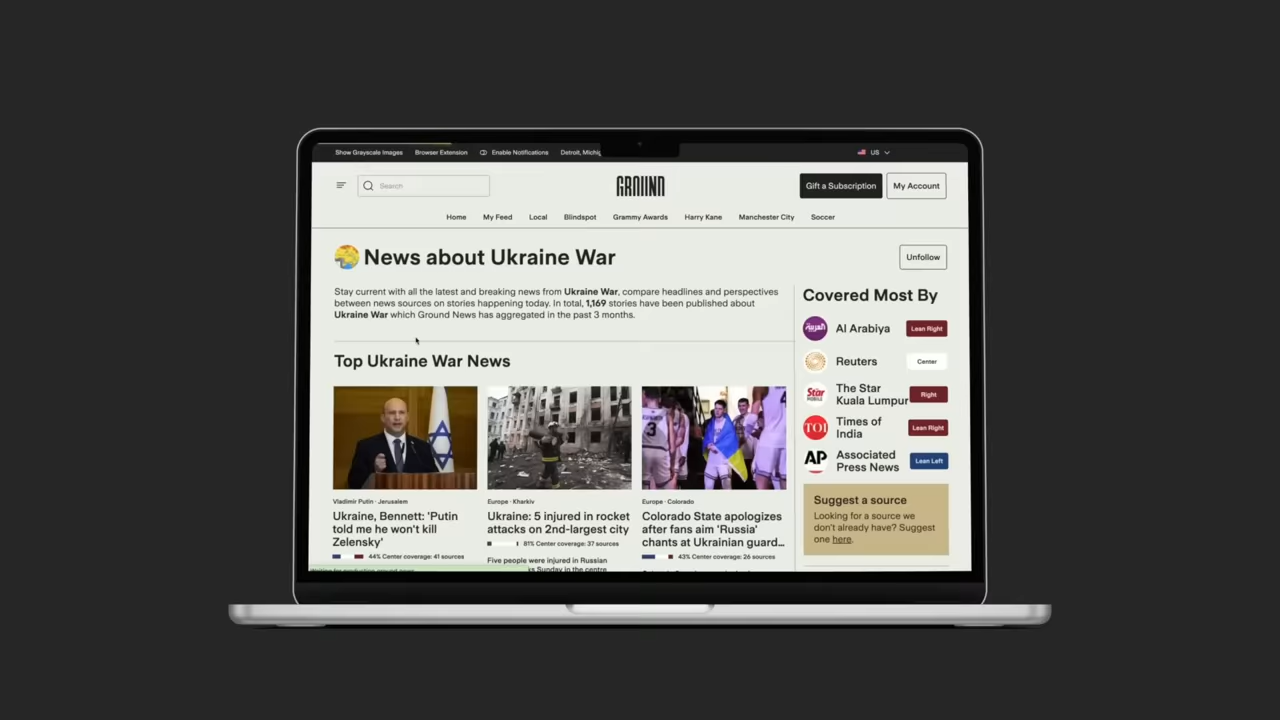 Show Grayscale Images Browser Extension Enable Notifications Detroit, Michig US
Search GROUND Gift a Subscription My Account
Home My Feed Local Blindspot Grammy Awards Harry Kane Manchester City Soccer
News about Ukraine War Unfollow
Stay current with all the latest and breaking news from Ukraine War, compare headlines and perspectives
between news sources on stories happening today. In total, 1,169 stories have been published about
Ukraine War which Ground News has aggregated in the past 3 months.
Top Ukraine War News
Vladimir Putin · Jerusalem
Ukraine, Bennett: 'Putin
told me he won't kill
Zelensky'
44% Center coverage: 41 sources
Europe · Kharkiv
Ukraine: 5 injured in rocket
attacks on 2nd-largest city
81% Center coverage: 37 sources
Five people were injured in Russian
ks Sunday in the centre
3
Europe · Colorado
Colorado State apologizes
after fans aim 'Russia'
chants at Ukrainian guard...
43% Center coverage: 26 sources
Covered Most By
Al Arabiya Lean Right
Reuters Center
Star
The Star
Kuala Lumpur
Right
TOI
Times of
India
Lean Right
AP
Associated
Press News
Lean Left
Suggest a source
Looking for a source we
don't already have? Suggest
one here.